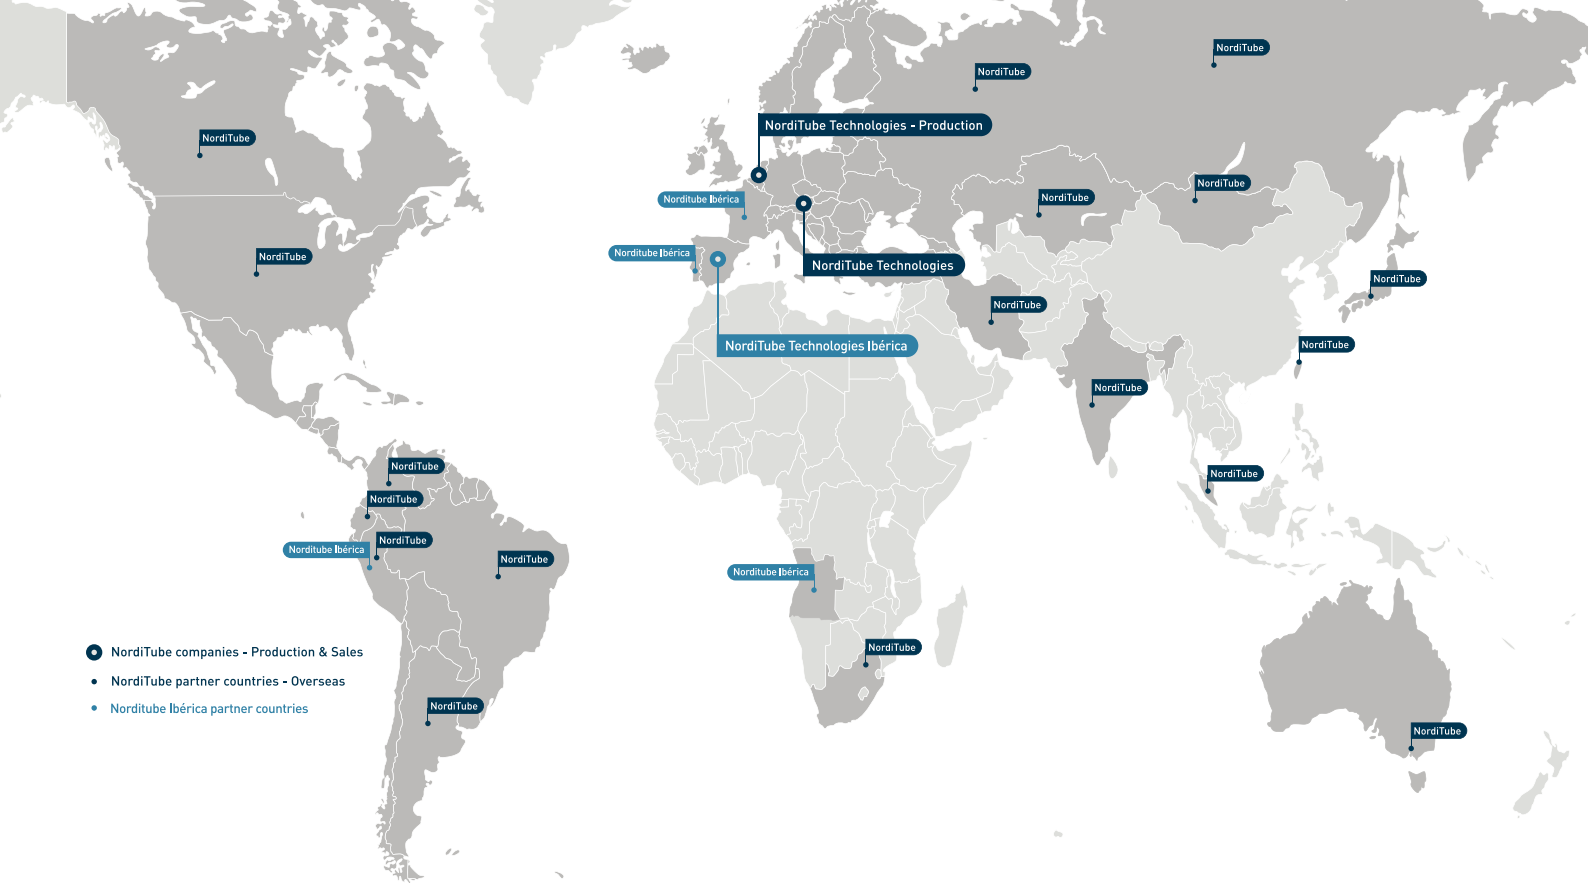 NordiTube
NordiTube
NordiTube Technologies - Production
NordiTube
NordiTube
NordiTube
Norditube Ibérica
Norditube Ibérica
NordiTube
NordiTube Technologies
NordiTube
NordiTube
NordiTube Technologies Ibérica
NordiTube
NordiTube
NordiTube
NordiTube
NordiTube
NordiTube
Norditube Ibérica
NordiTube
Norditube Ibérica
NordiTube
NordiTube companies - Production & Sales
NordiTube partner countries - Overseas
Norditube Ibérica partner countries
NordiTube
NordiTube